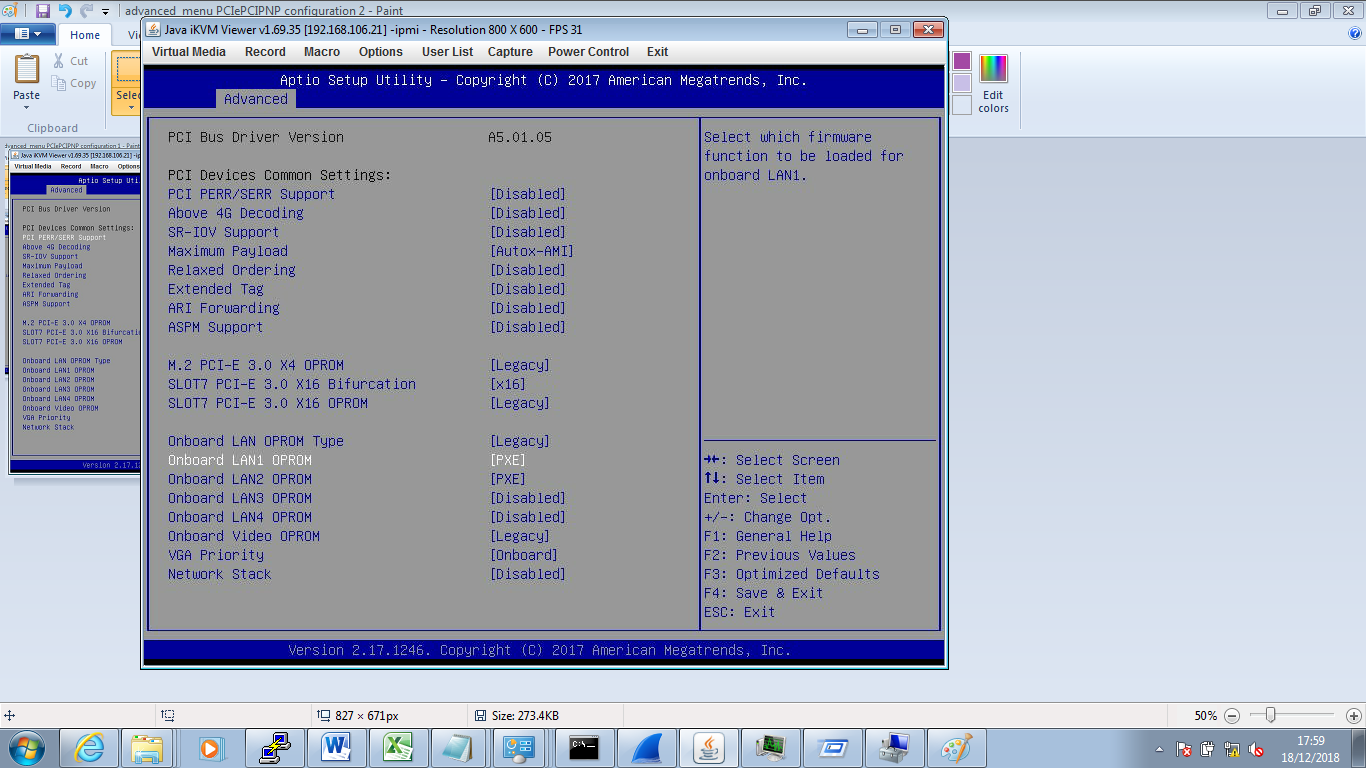 advanced_menu PCIePCIPNP configuration 2 - Paint
Home
Vi
Cut
Copy
Paste
Selec
Clipboard
Edit colors
advanced_menu PCIePCIPNP configuration 1 - Paint
Java iKVM Viewer v1.69.35 [192.168.106.21] -ip
Virtual Media Record Macro Options
Aptio Setup Uti
Advanced
PCI Bus Driver Version
PCI Devices Common Settings:
PCI PERR/SERR Support
Above 4G Decoding
SR-IOV Support
Maximum Payload
Relaxed Ordering
Extended Tag
ARI Forwarding
ASPM Support
M.2 PCI-E 3.0 X4 OPROM
SLOT7 PCI-E 3.0 X16 Bifurcatio
SLOT7 PCI-E 3.0 X16 OPROM
Onboard LAN OPROM Type
Onboard LAN1 OPROM
Onboard LAN2 OPROM
Onboard LAN3 OPROM
Onboard LAN4 OPROM
Onboard Video OPROM
VGA Priority
Network Stack
Version 2.17.12
Java iKVM Viewer v1.69.35 [192.168.106.21] -ipmi - Resolution 800 X 600 - FPS 31
Virtual Media Record Macro Options User List Capture Power Control Exit
Aptio Setup Utility – Copyright (C) 2017 American Megatrends, Inc.
Advanced
PCI Bus Driver Version A5.01.05
PCI Devices Common Settings:
PCI PERR/SERR Support [Disabled]
Above 4G Decoding [Disabled]
SR-IOV Support [Disabled]
Maximum Payload [Autox-AMI]
Relaxed Ordering [Disabled]
Extended Tag [Disabled]
ARI Forwarding [Disabled]
ASPM Support [Disabled]
M.2 PCI-E 3.0 X4 OPROM [Legacy]
SLOT7 PCI-E 3.0 X16 Bifurcation [x16]
SLOT7 PCI-E 3.0 X16 OPROM [Legacy]
Onboard LAN OPROM Type [Legacy]
Onboard LAN1 OPROM [PXE]
Onboard LAN2 OPROM [PXE]
Onboard LAN3 OPROM [Disabled]
Onboard LAN4 OPROM [Disabled]
Onboard Video OPROM [Legacy]
VGA Priority [Onboard]
Network Stack [Disabled]
Select which firmware
function to be loaded for
onboard LAN1.
→←: Select Screen
↑↓: Select Item
Enter: Select
+/-: Change Opt.
F1: General Help
F2: Previous Values
F3: Optimized Defaults
F4: Save & Exit
ESC: Exit
Version 2.17.1246. Copyright (C) 2017 American Megatrends, Inc.
827 × 671px
Size: 273.4KB
50%
17:59
18/12/2018